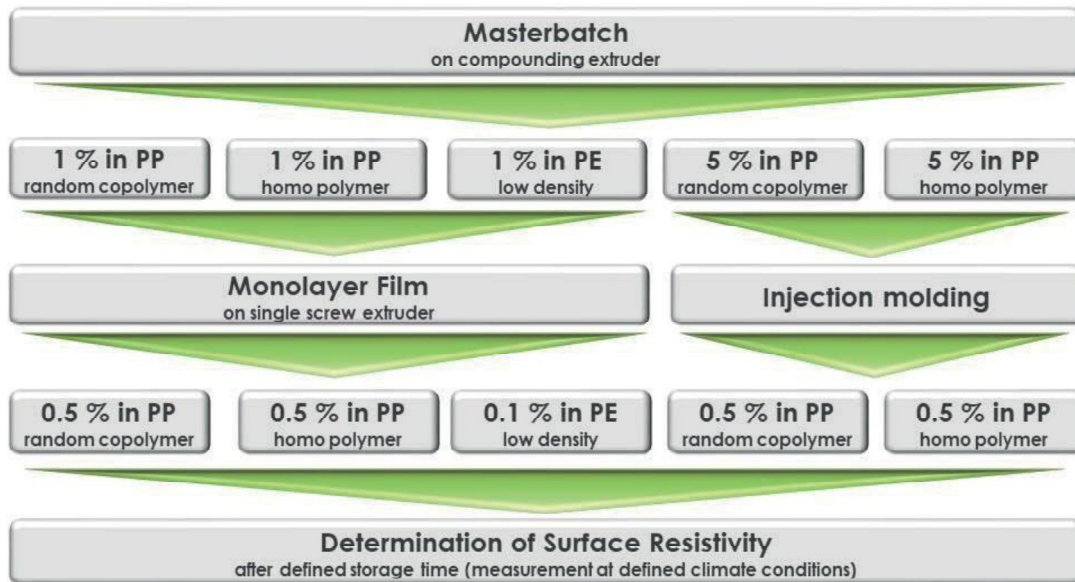 Masterbatch
on compounding extruder
1 % in PP
random copolymer
1 % in PP
homo polymer
1 % in PE
low density
5 % in PP
random copolymer
5 % in PP
homo polymer
Monolayer Film
on single screw extruder
Injection molding
0.5 % in PP
random copolymer
0.5 % in PP
homo polymer
0.1 % in PE
low density
0.5 % in PP
random copolymer
0.5 % in PP
homo polymer
Determination of Surface Resistivity
after defined storage time (measurement at defined climate conditions)